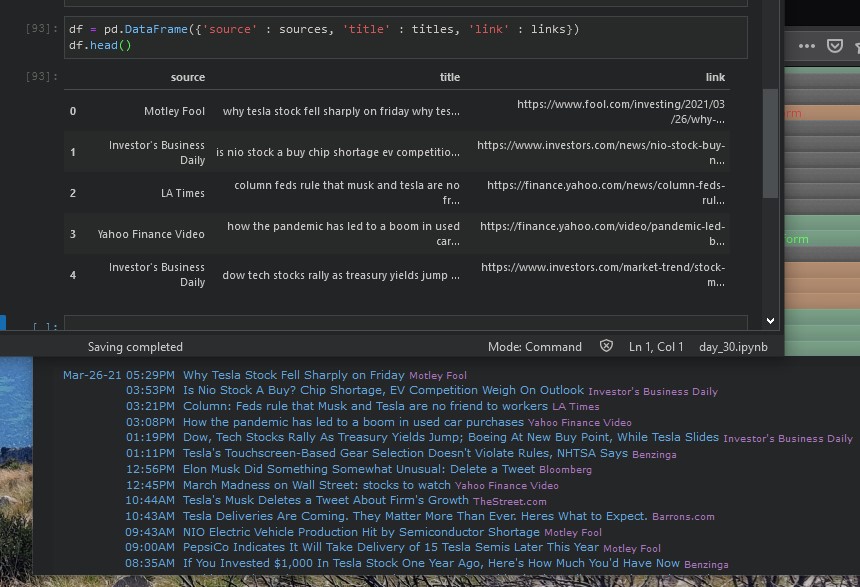 [93]: df = pd.DataFrame({'source' : sources, 'title' : titles, 'link' : links})
df.head()
[93]:
source title link
0 Motley Fool why tesla stock fell sharply on friday why tes... https://www.fool.com/investing/2021/03
/26/why-...
1 Investor's Business
Daily is nio stock a buy chip shortage ev competitio... https://www.investors.com/news/nio-stock-buy-
n...
2 LA Times column feds rule that musk and tesla are no
fr... https://finance.yahoo.com/news/column-feds-
rul...
3 Yahoo Finance Video how the pandemic has led to a boom in used
car... https://finance.yahoo.com/video/pandemic-led-
b...
4 Investor's Business
Daily dow tech stocks rally as treasury yields jump ... https://www.investors.com/market-trend/stock-
m...
[ ]:
Saving completed Mode: Command Ln 1, Col 1 day_30.ipynb
rm
orm
Mar-26-21 05:29PM Why Tesla Stock Fell Sharply on Friday Motley Fool
03:53PM Is Nio Stock A Buy? Chip Shortage, EV Competition Weigh On Outlook Investor's Business Daily
03:21PM Column: Feds rule that Musk and Tesla are no friend to workers LA Times
03:08PM How the pandemic has led to a boom in used car purchases Yahoo Finance Video
01:19PM Dow, Tech Stocks Rally As Treasury Yields Jump; Boeing At New Buy Point, While Tesla Slides Investor's Business Daily
01:11PM Tesla's Touchscreen-Based Gear Selection Doesn't Violate Rules, NHTSA Says Benzinga
12:56PM Elon Musk Did Something Somewhat Unusual: Delete a Tweet Bloomberg
12:45PM March Madness on Wall Street: stocks to watch Yahoo Finance Video
10:44AM Tesla's Musk Deletes a Tweet About Firm's Growth TheStreet.com
10:43AM Tesla Deliveries Are Coming. They Matter More Than Ever. Heres What to Expect. Barrons.com
09:43AM NIO Electric Vehicle Production Hit by Semiconductor Shortage Motley Fool
09:00AM PepsiCo Indicates It Will Take Delivery of 15 Tesla Semis Later This Year Motley Fool
08:35AM If You Invested $1,000 In Tesla Stock One Year Ago, Here's How Much You'd Have Now Benzinga